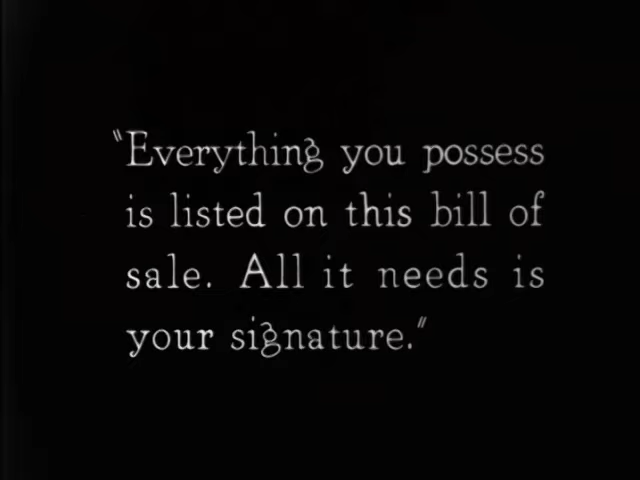 "Everything you possess
is listed on this bill of
sale. All it needs is
your signature."